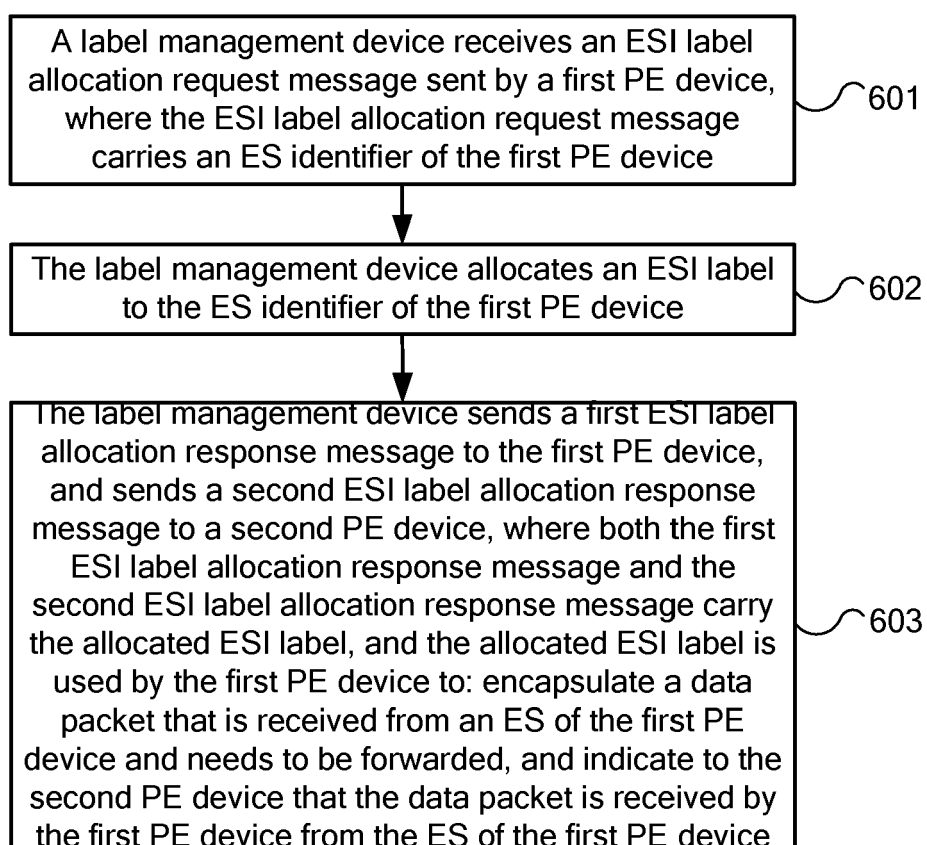 A label management device receives an ESI label
allocation request message sent by a first PE device,
where the ESI label allocation request message
carries an ES identifier of the first PE device
601
The label management device allocates an ESI label
to the ES identifier of the first PE device
602
The label management device sends a first ESI label
allocation response message to the first PE device,
and sends a second ESI label allocation response
message to a second PE device, where both the first
ESI label allocation response message and the
second ESI label allocation response message carry
the allocated ESI label, and the allocated ESI label is
used by the first PE device to: encapsulate a data
packet that is received from an ES of the first PE
device and needs to be forwarded, and indicate to the
second PE device that the data packet is received by
the first PE device from the ES of the first PE device
603